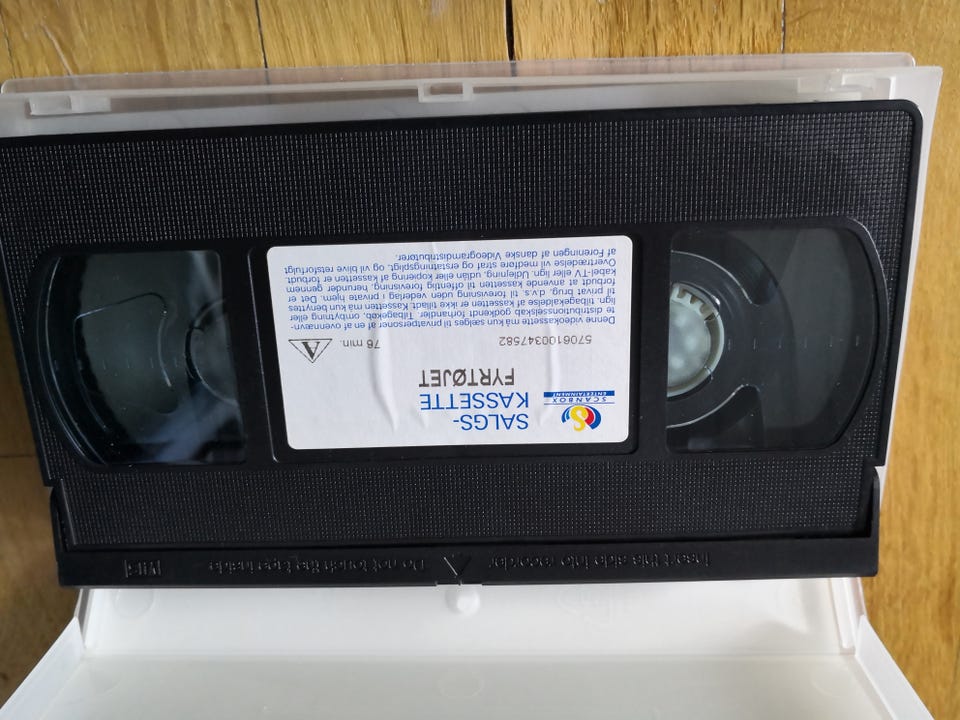 SCANBOX
ENTERTAINMENT
SALGS-
KASSETTE
FYRTØJET
5706100347582
76 min.
A
Denne videokassette må kun sælges til privatpersoner af en af ovennævn-
te distributionsselskab godkendt forhandler. Tilbagekøb, ombytning eller
lign. tilbagekøbelse af kassetten er ikke tilladt. Kassetten må kun benyttes
til privat brug, d.v.s. til forevisning uden vederlag i private hjem. Det er
forbudt at anvende kassetten til offentlig forevisning, herunder gennem
kabel-TV eller lign. Udlejning, udlån eller kopiering af kassetten er forbudt.
Overtrædelse vil medføre straf og erstatningspligt, og vil blive retsforfulgt
af Foreningen af danske Videogramdistributører.
Insert this side into recorder
Do not touch the tape inside
VHS